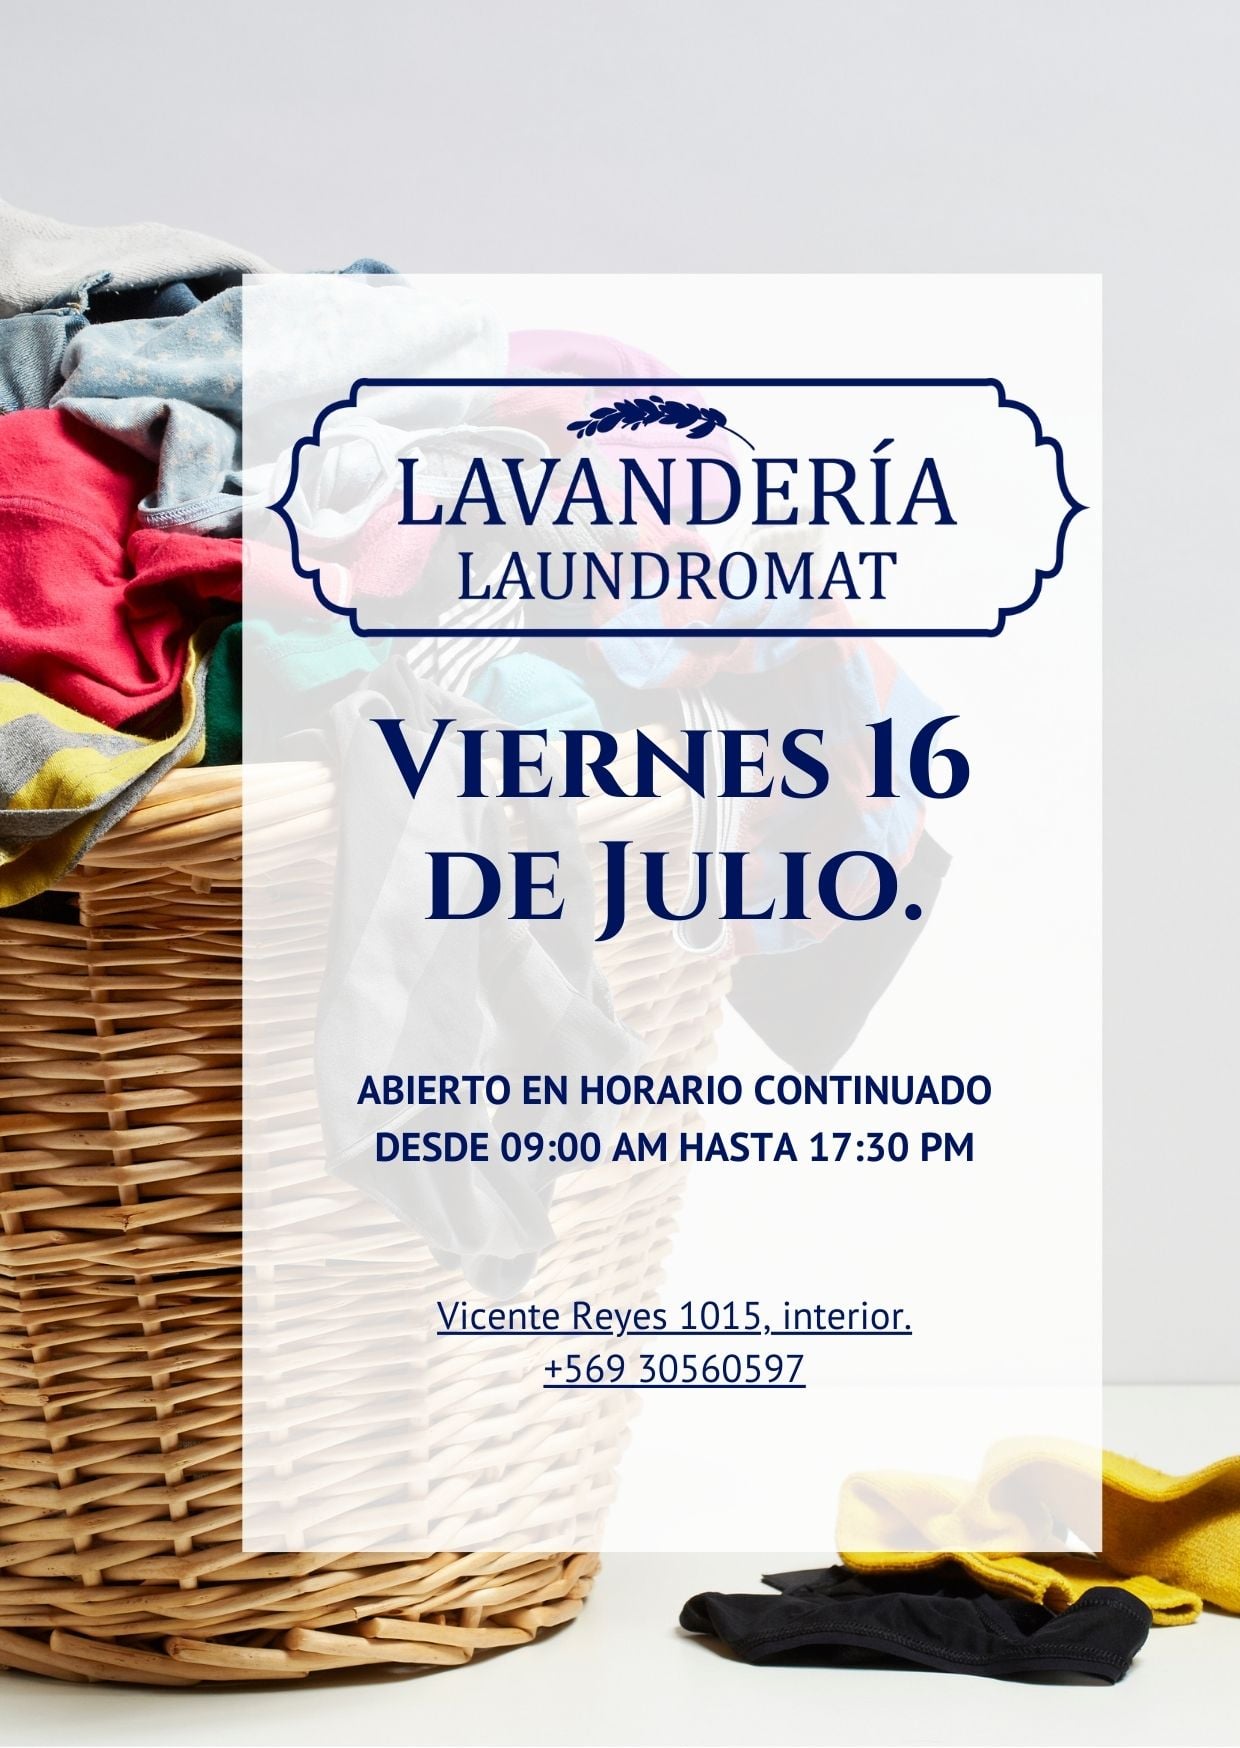 LAVANDERÍA
LAUNDROMAT
VIERNES 16
DE JULIO.
ABIERTO EN HORARIO CONTINUADO
DESDE 09:00 AM HASTA 17:30 PM
Vicente Reyes 1015, interior.
+569 30560597